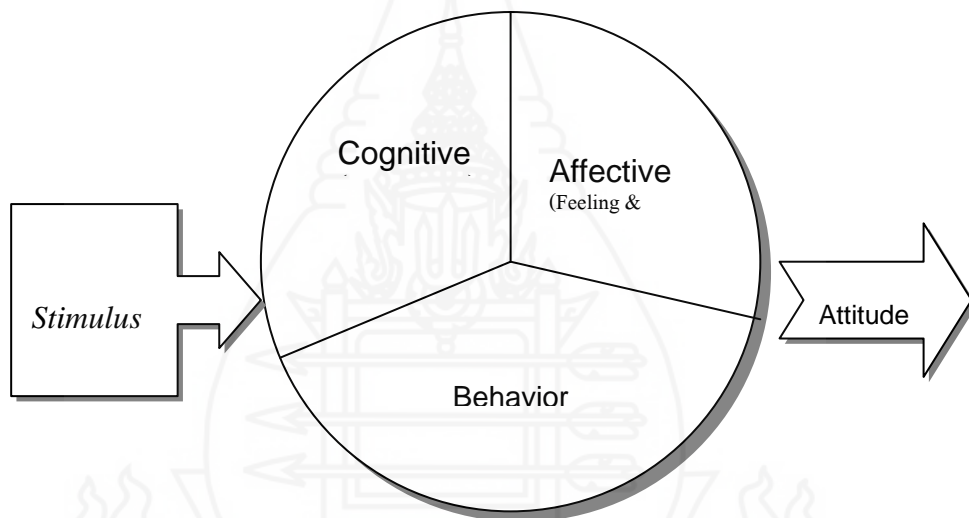 Cognitive
Affective
(Feeling &
Stimulus
Attitude
Behavior